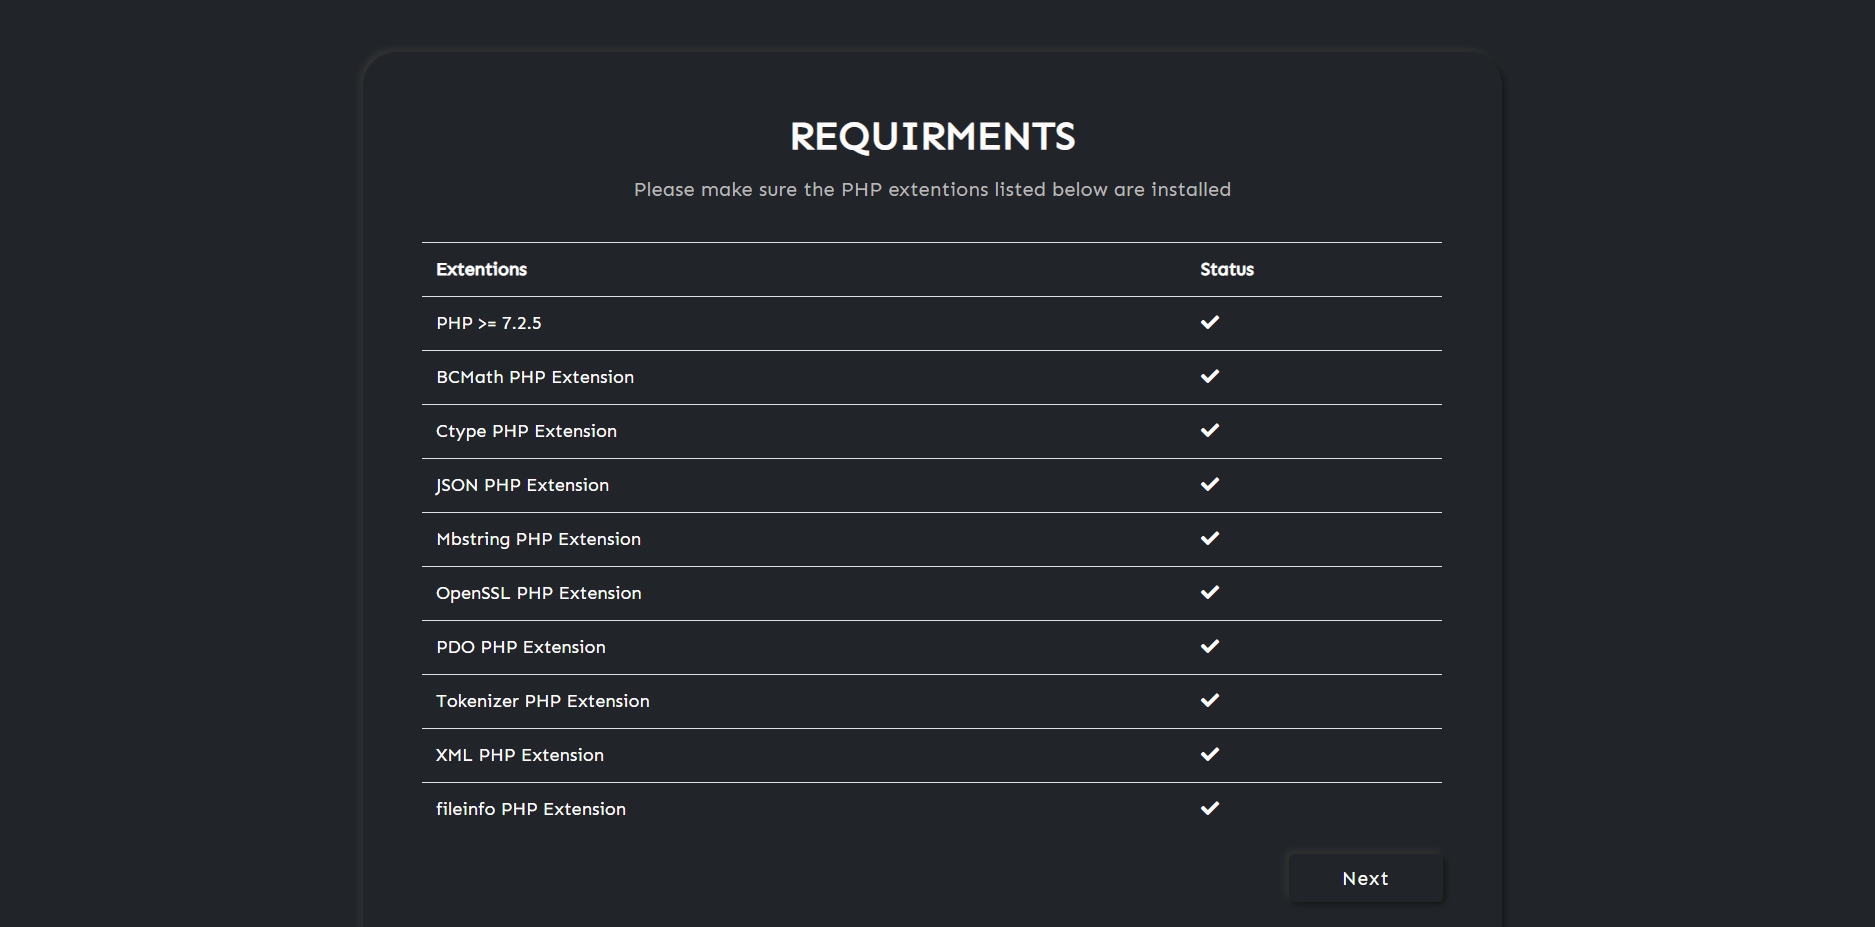 REQUIRMENTS
Please make sure the PHP extentions listed below are installed
Extentions Status
PHP >= 7.2.5
BCMath PHP Extension
Ctype PHP Extension
JSON PHP Extension
Mbstring PHP Extension
OpenSSL PHP Extension
PDO PHP Extension
Tokenizer PHP Extension
XML PHP Extension
fileinfo PHP Extension
Next